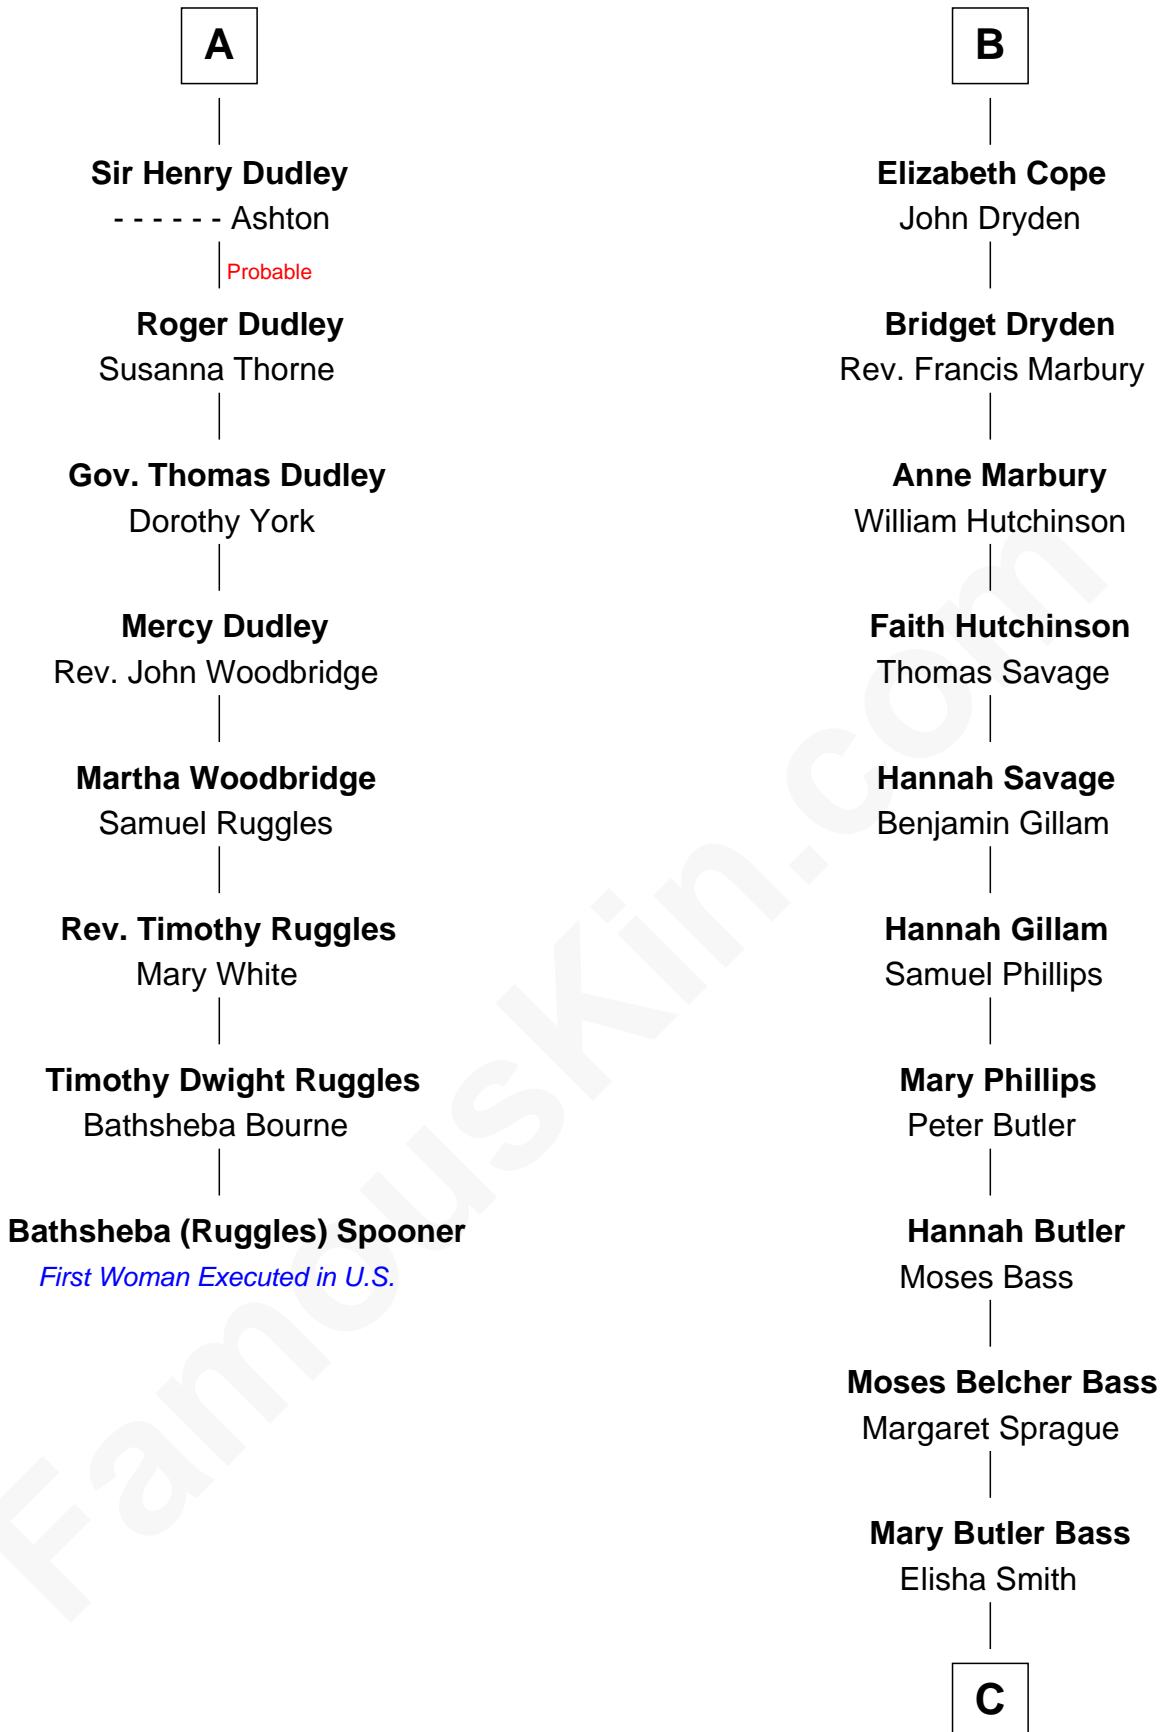 A
Sir Henry Dudley
- - - - - - Ashton
Probable
Roger Dudley
Susanna Thorne
Gov. Thomas Dudley
Dorothy York
Mercy Dudley
Rev. John Woodbridge
Martha Woodbridge
Samuel Ruggles
Rev. Timothy Ruggles
Mary White
Timothy Dwight Ruggles
Bathsheba Bourne
Bathsheba (Ruggles) Spooner
First Woman Executed in U.S.
B
Elizabeth Cope
John Dryden
Bridget Dryden
Rev. Francis Marbury
Anne Marbury
William Hutchinson
Faith Hutchinson
Thomas Savage
Hannah Savage
Benjamin Gillam
Hannah Gillam
Samuel Phillips
Mary Phillips
Peter Butler
Hannah Butler
Moses Bass
Moses Belcher Bass
Margaret Sprague
Mary Butler Bass
Elisha Smith
C
FamousKin.com